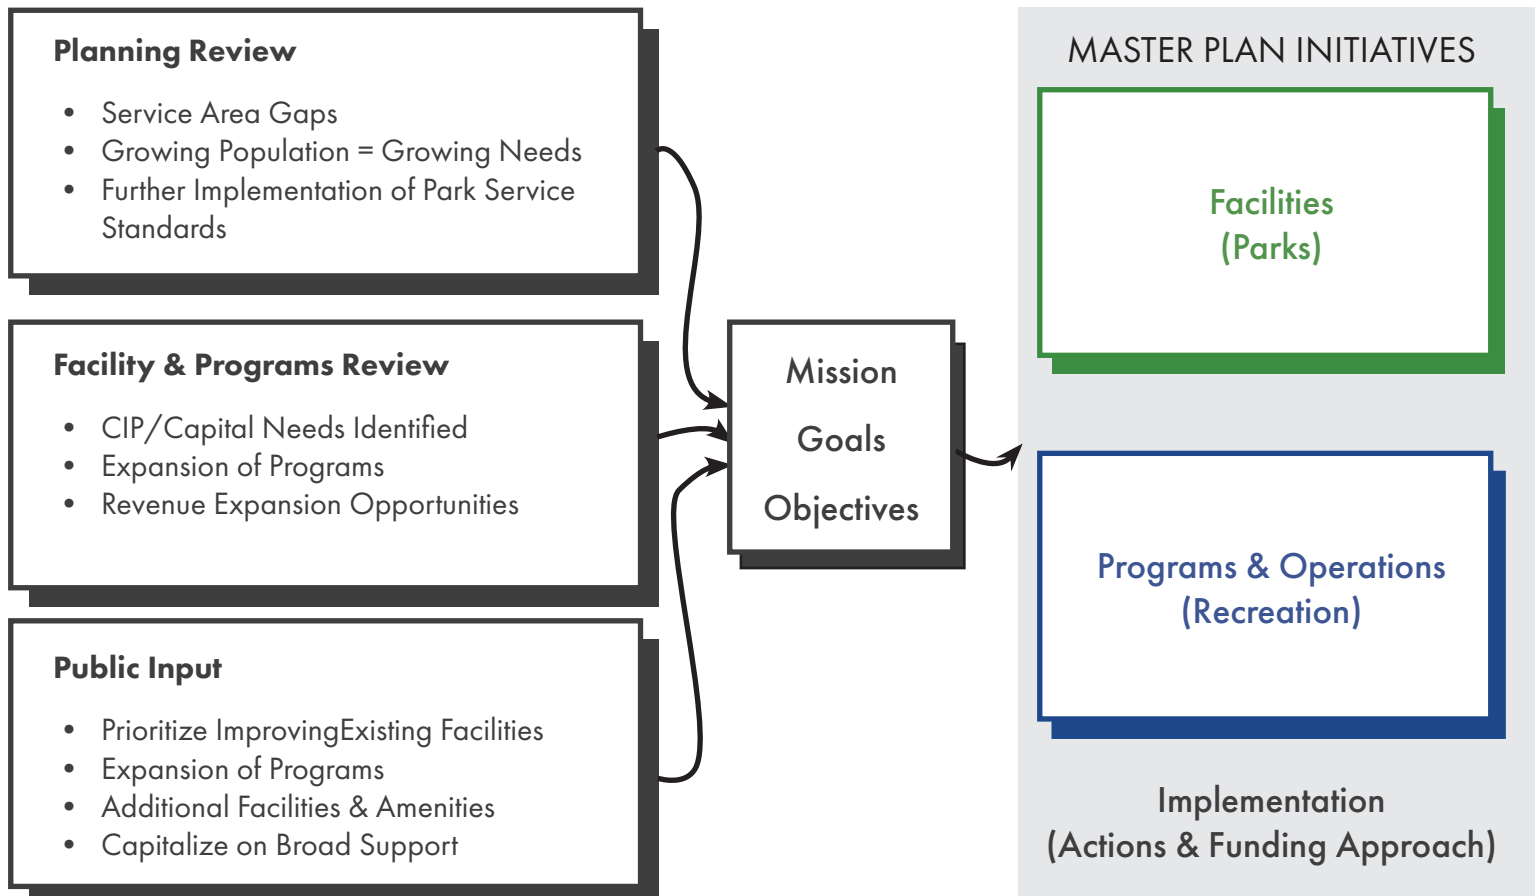 Planning Review
• Service Area Gaps
• Growing Population = Growing Needs
• Further Implementation of Park Service
Standards
Facility & Programs Review
• CIP/Capital Needs Identified
• Expansion of Programs
• Revenue Expansion Opportunities
Public Input
• Prioritize ImprovingExisting Facilities
• Expansion of Programs
• Additional Facilities & Amenities
• Capitalize on Broad Support
Mission
Goals
Objectives
MASTER PLAN INITIATIVES
Facilities
(Parks)
Programs & Operations
(Recreation)
Implementation
(Actions & Funding Approach)